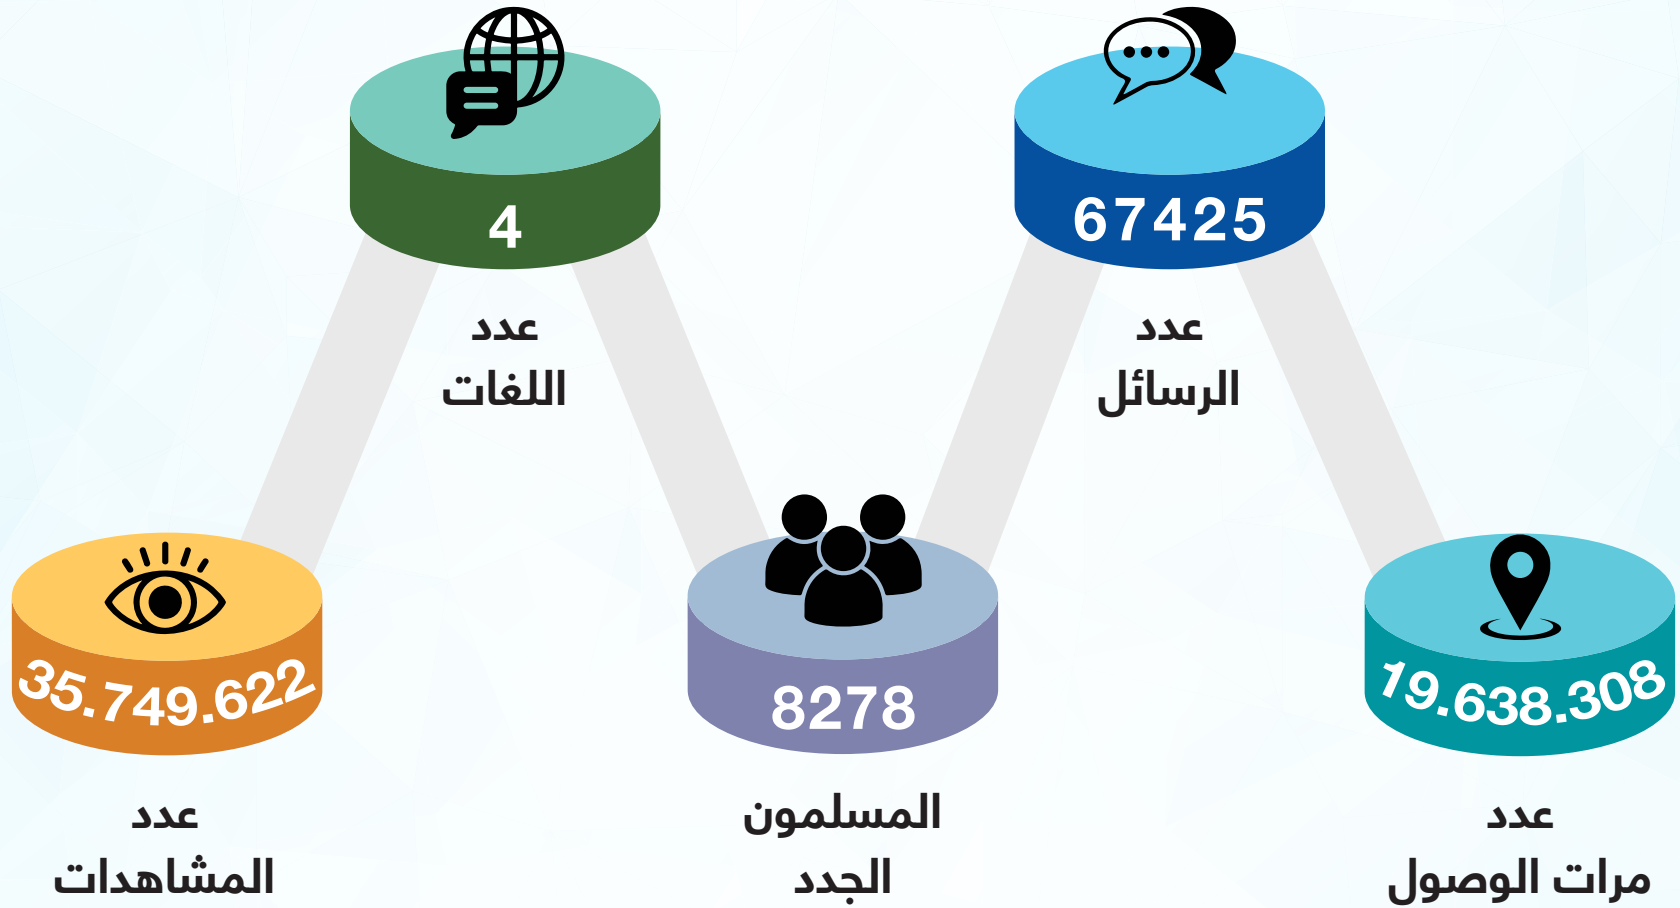 67425
عدد
الرسائل
4
عدد
اللغات
19.638.308
عدد
مرات الوصول
8278
المسلمون
الجدد
35.749.622
عدد
المشاهدات